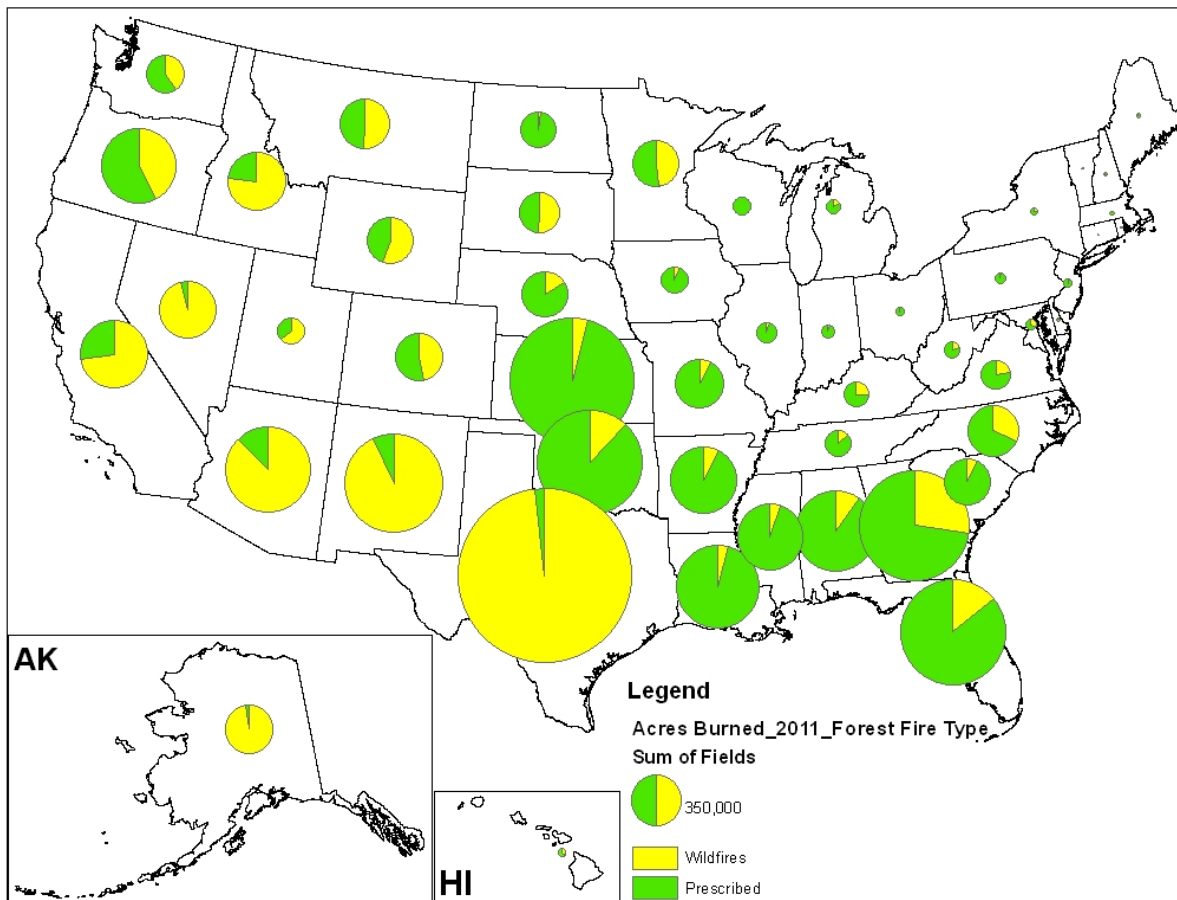 AK
HI
Legend
Acres Burned_2011_Forest Fire Type
Sum of Fields
350,000
Wildfires
Prescribed